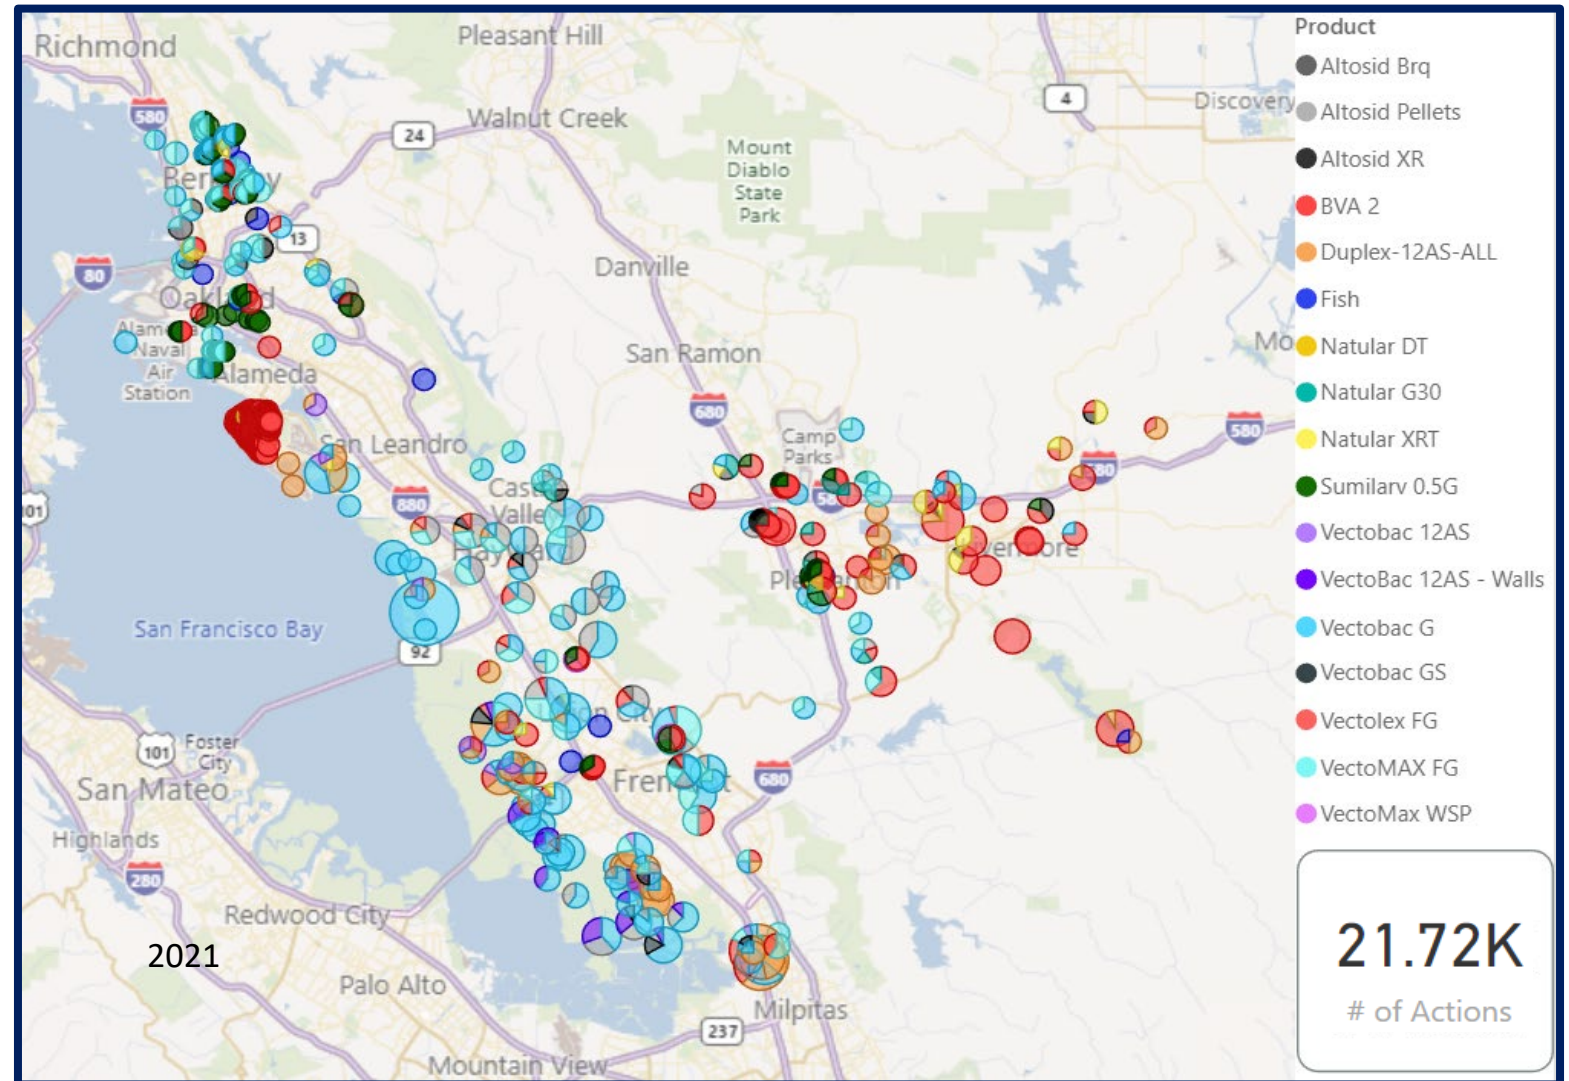 Richmond
Pleasant Hill
580
24
Walnut Creek
4
Discovery
Mount
Diablo
State
Park
13
80
Danville
Alameda
Naval
Air
Station
Alameda
San Ramon
Mo
680
San Leandro
Camp
Parks
580
880
101
San Francisco Bay
92
Foster
City
101
San Mateo
680
Highlands
280
Redwood City
2021
Palo Alto
Milpitas
237
Mountain View
Product
Altosid Brq
Altosid Pellets
Altosid XR
BVA 2
Duplex-12AS-ALL
Fish
Natular DT
Natular G30
Natular XRT
Sumilarv 0.5G
Vectobac 12AS
VectoBac 12AS - Walls
Vectobac G
Vectobac GS
Vectolex FG
VectoMAX FG
VectoMax WSP
21.72K
# of Actions